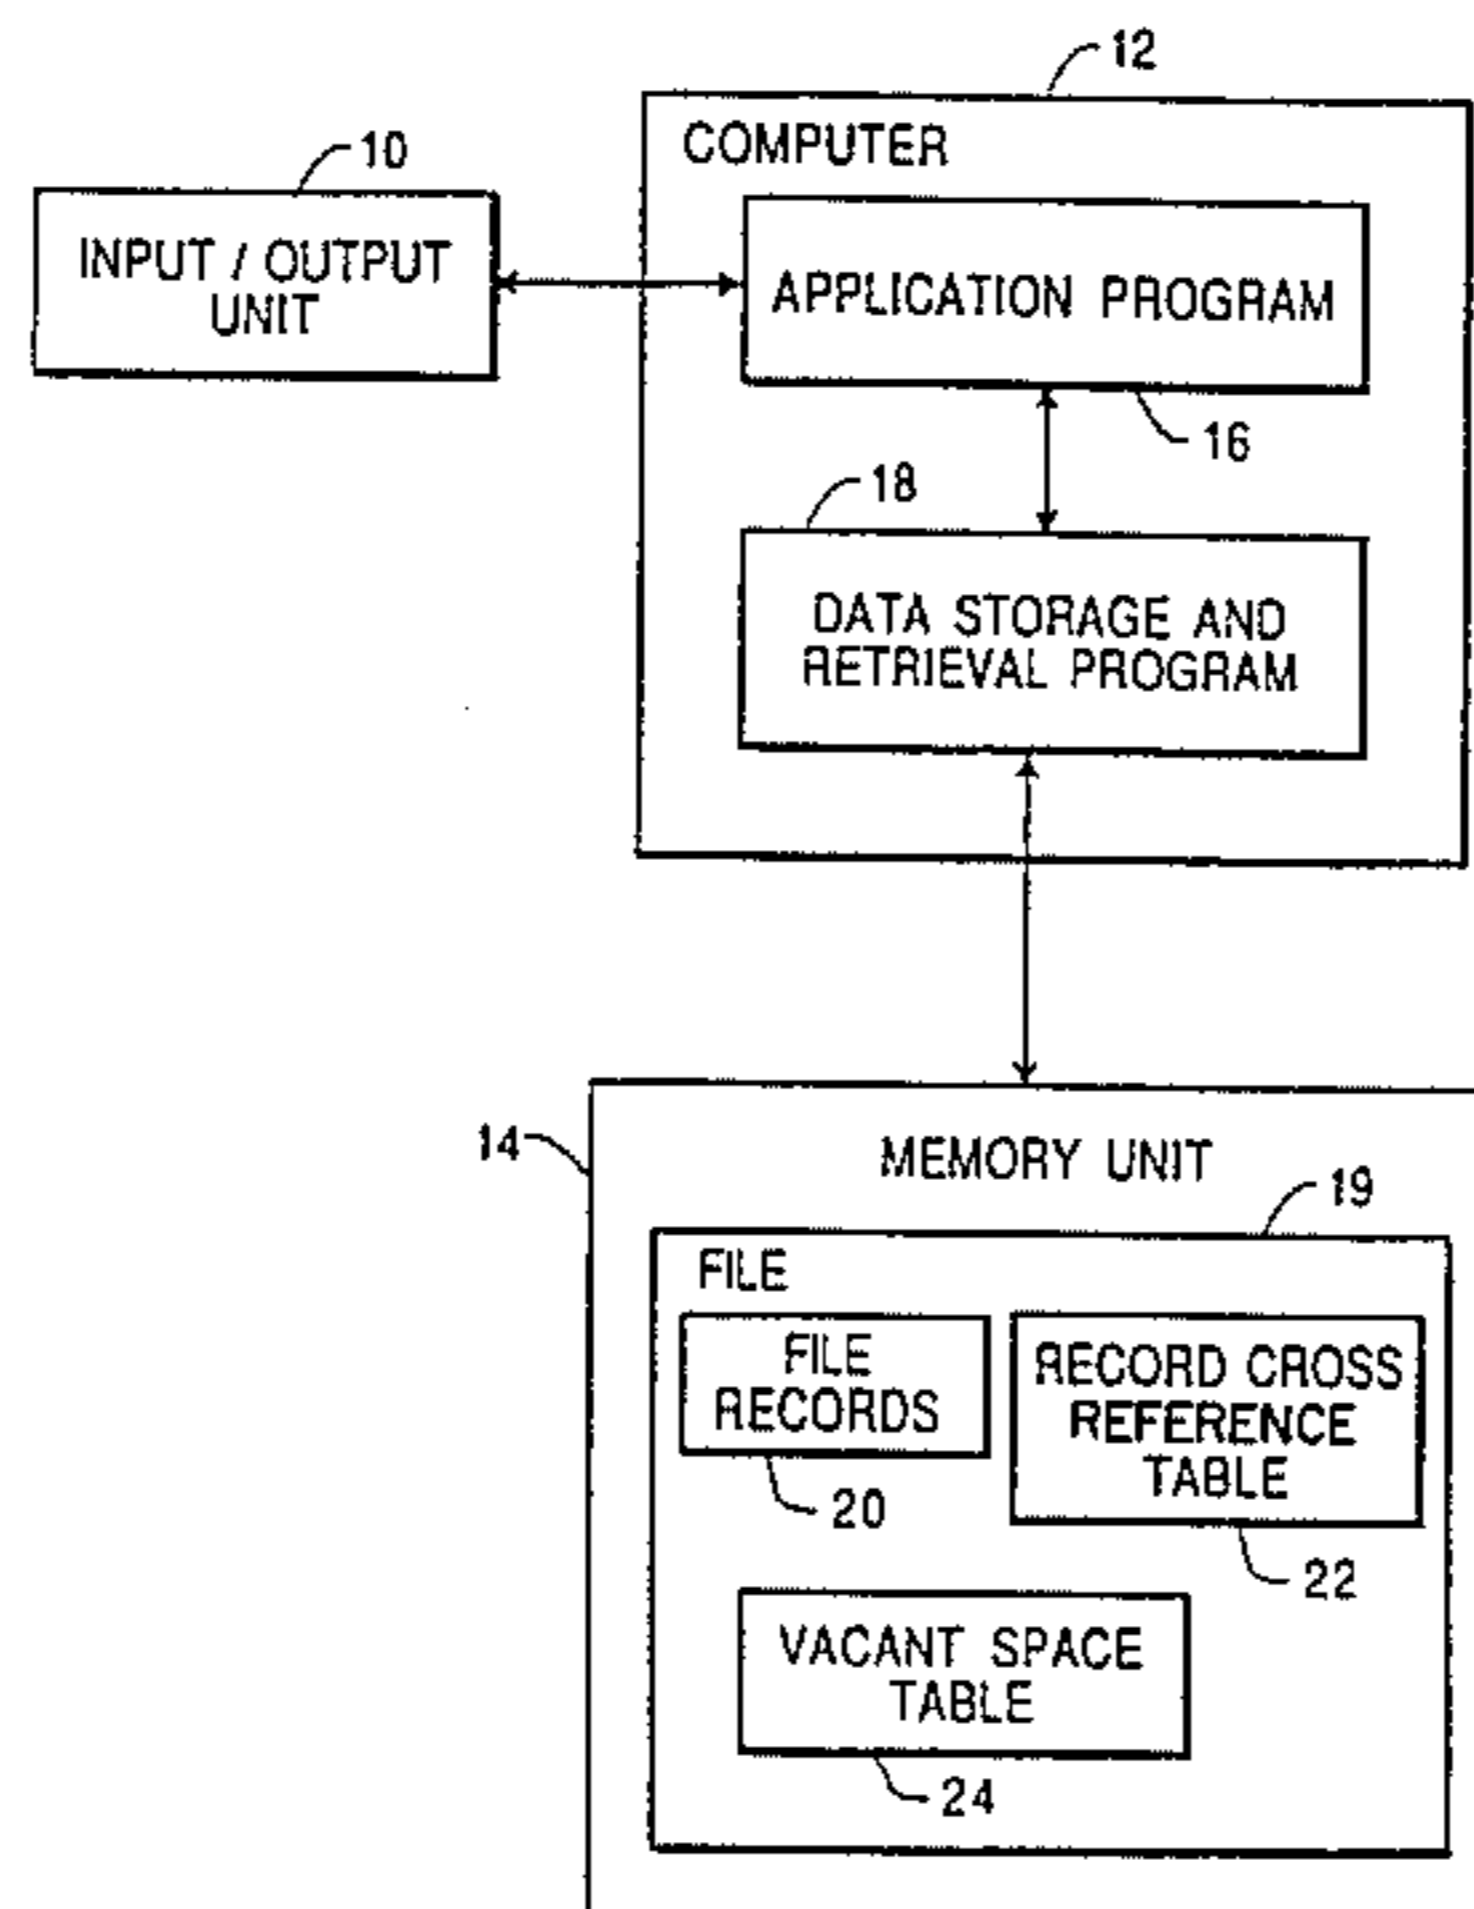 12
COMPUTER
10
INPUT / OUTPUT
UNIT
APPLICATION PROGRAM
16
18
DATA STORAGE AND
RETRIEVAL PROGRAM
14
MEMORY UNIT
19
FILE
FILE
RECORDS
20
RECORD CROSS
REFERENCE
TABLE
22
VACANT SPACE
TABLE
24